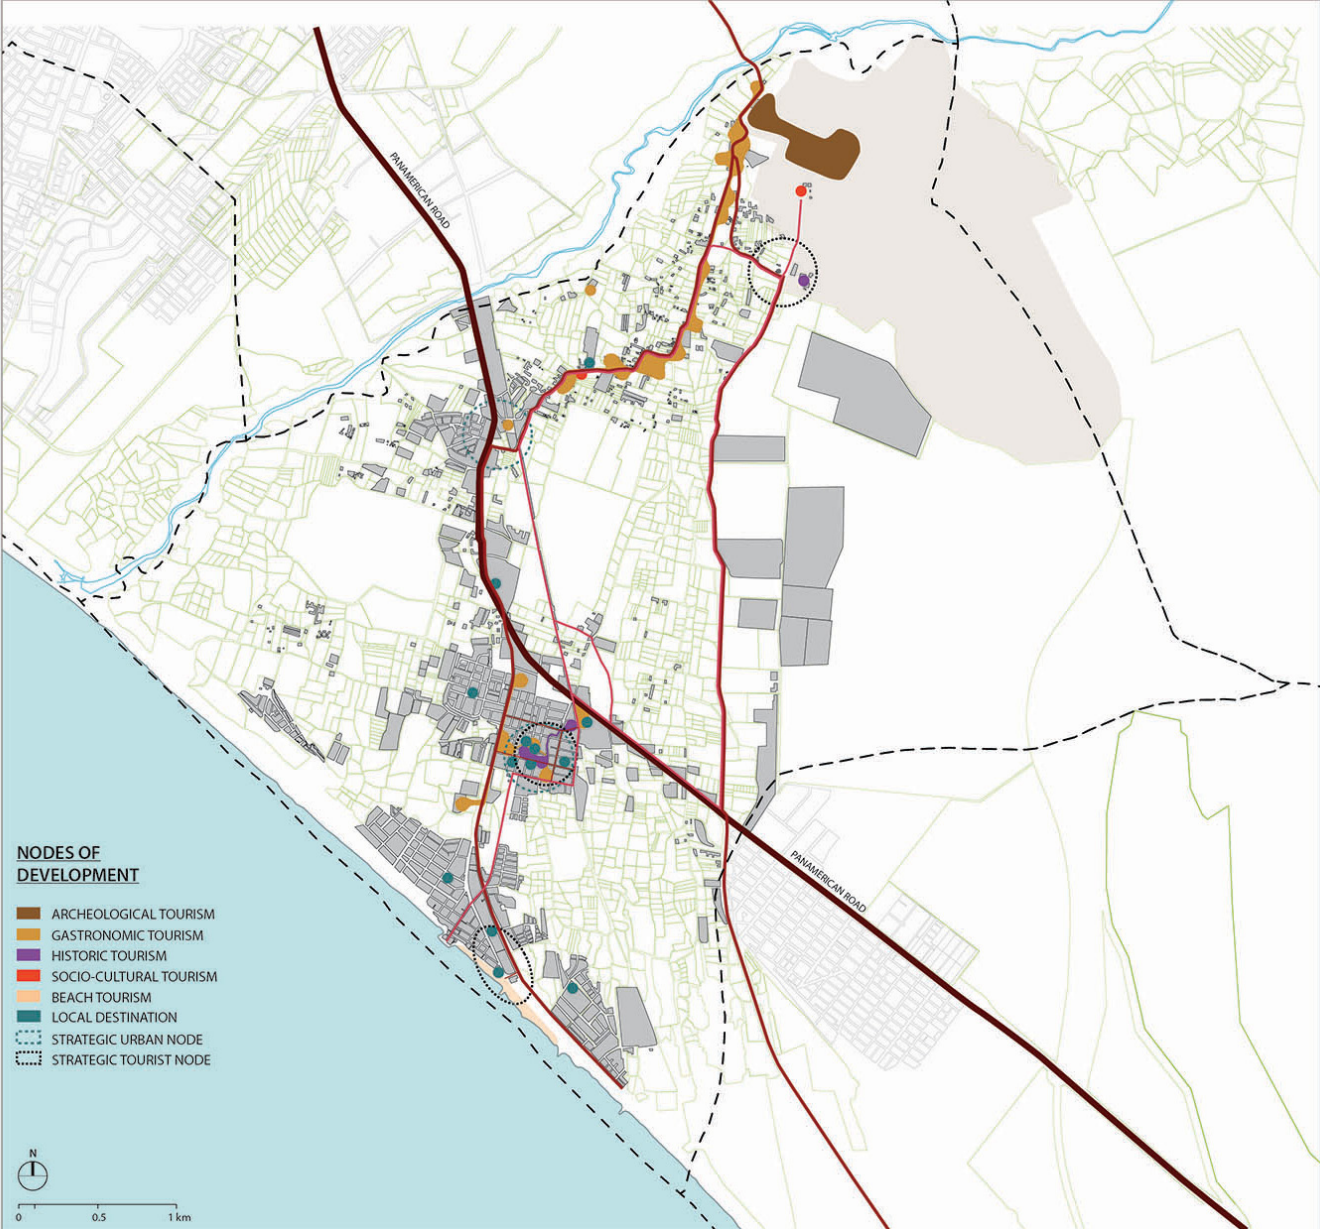 PANAMERICAN ROAD
PANAMERICAN ROAD
NODES OF
DEVELOPMENT
ARCHEOLOGICAL TOURISM
GASTRONOMIC TOURISM
HISTORIC TOURISM
SOCIO-CULTURAL TOURISM
BEACH TOURISM
LOCAL DESTINATION
STRATEGIC URBAN NODE
STRATEGIC TOURIST NODE
N
0 0.5 1 km